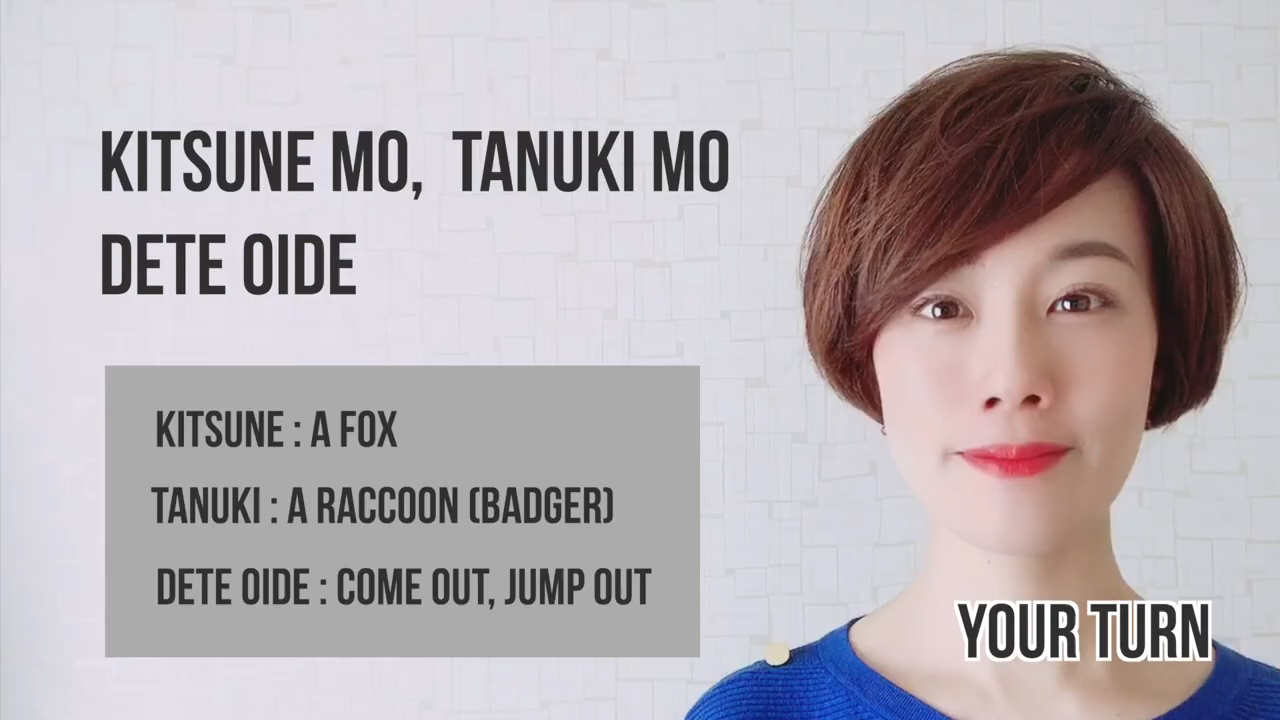 KITSUNE MO, TANUKI MO
DETE OIDE
KITSUNE : A FOX
TANUKI : A RACCOON (BADGER)
DETE OIDE : COME OUT, JUMP OUT
YOUR TURN